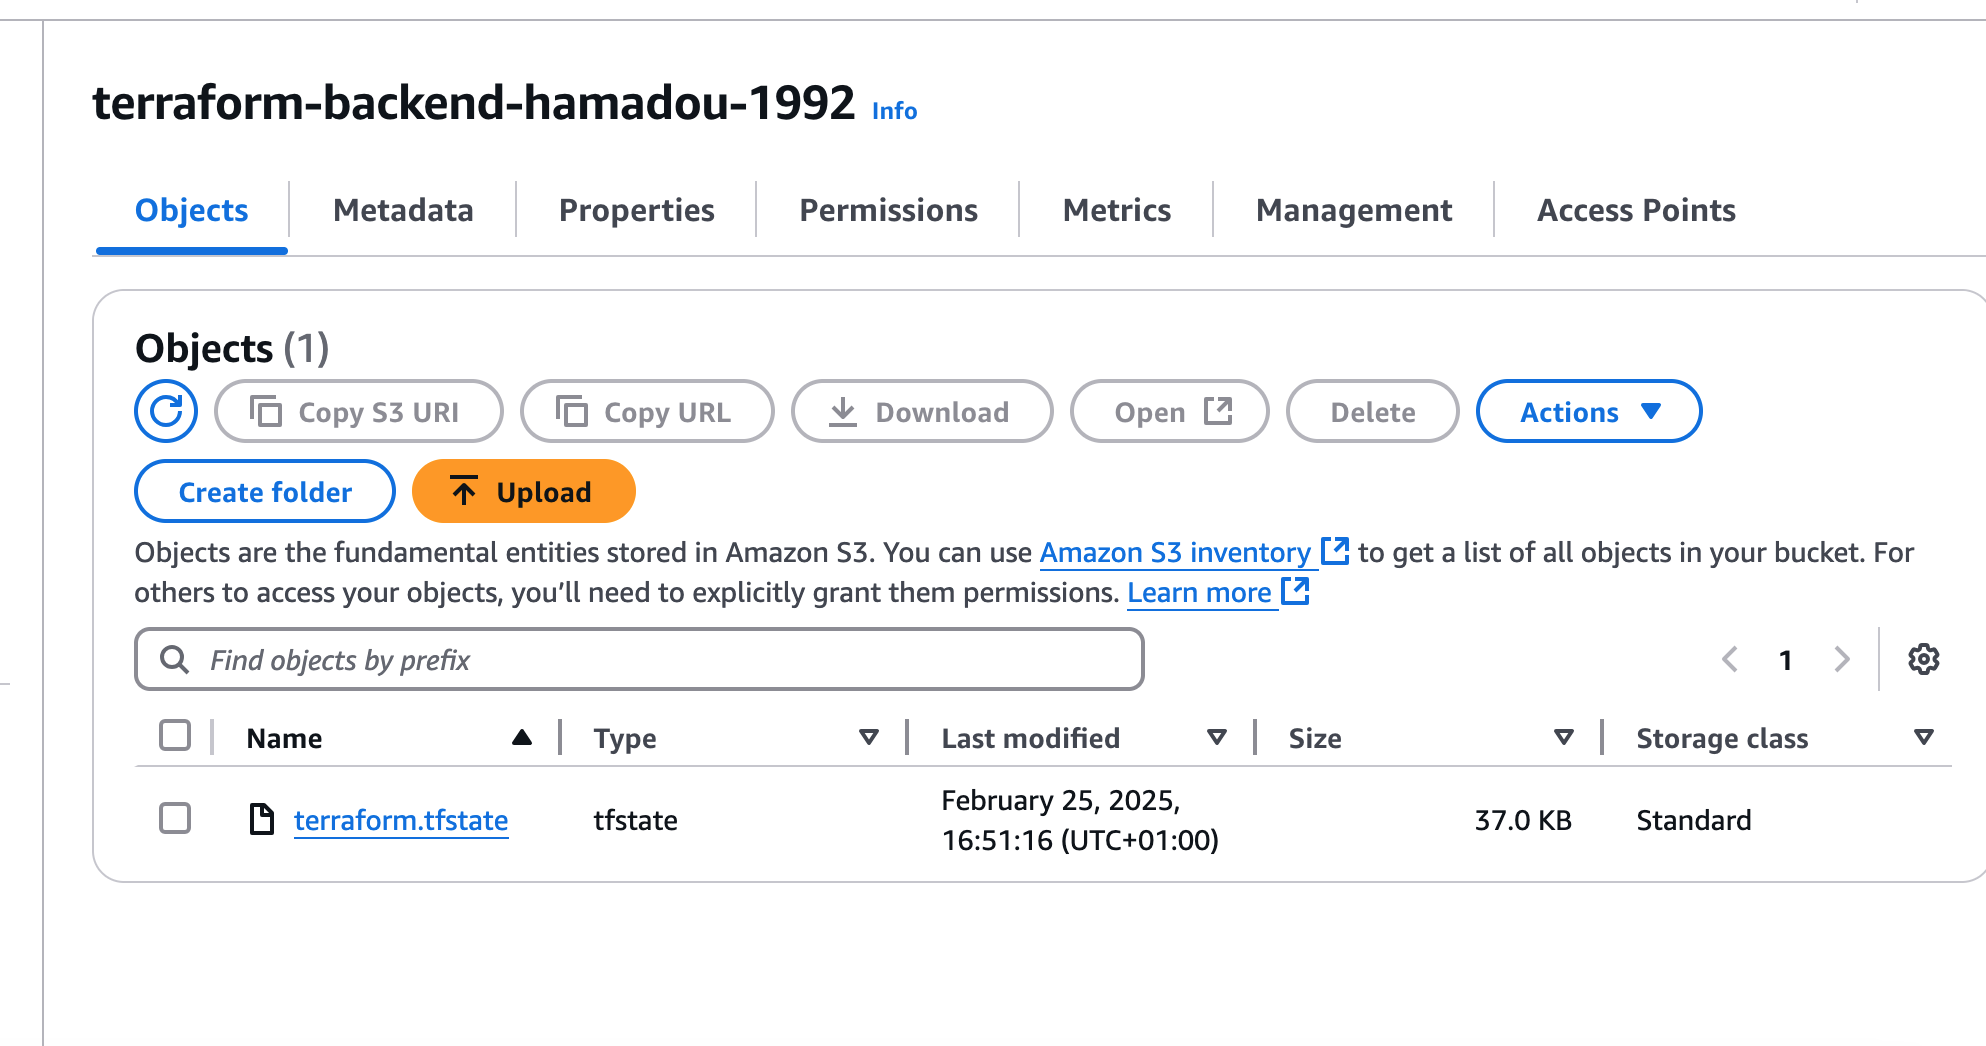 terraform-backend-hamadou-1992 Info
Objects Metadata Properties Permissions Metrics Management Access Points
Objects (1)
Copy S3 URI Copy URL Download Open Delete Actions
Create folder Upload
Objects are the fundamental entities stored in Amazon S3. You can use Amazon S3 inventory to get a list of all objects in your bucket. For
others to access your objects, you’ll need to explicitly grant them permissions. Learn more
Find objects by prefix
1
Name Type Last modified Size Storage class
terraform.tfstate tfstate February 25, 2025, 37.0 KB Standard
16:51:16 (UTC+01:00)